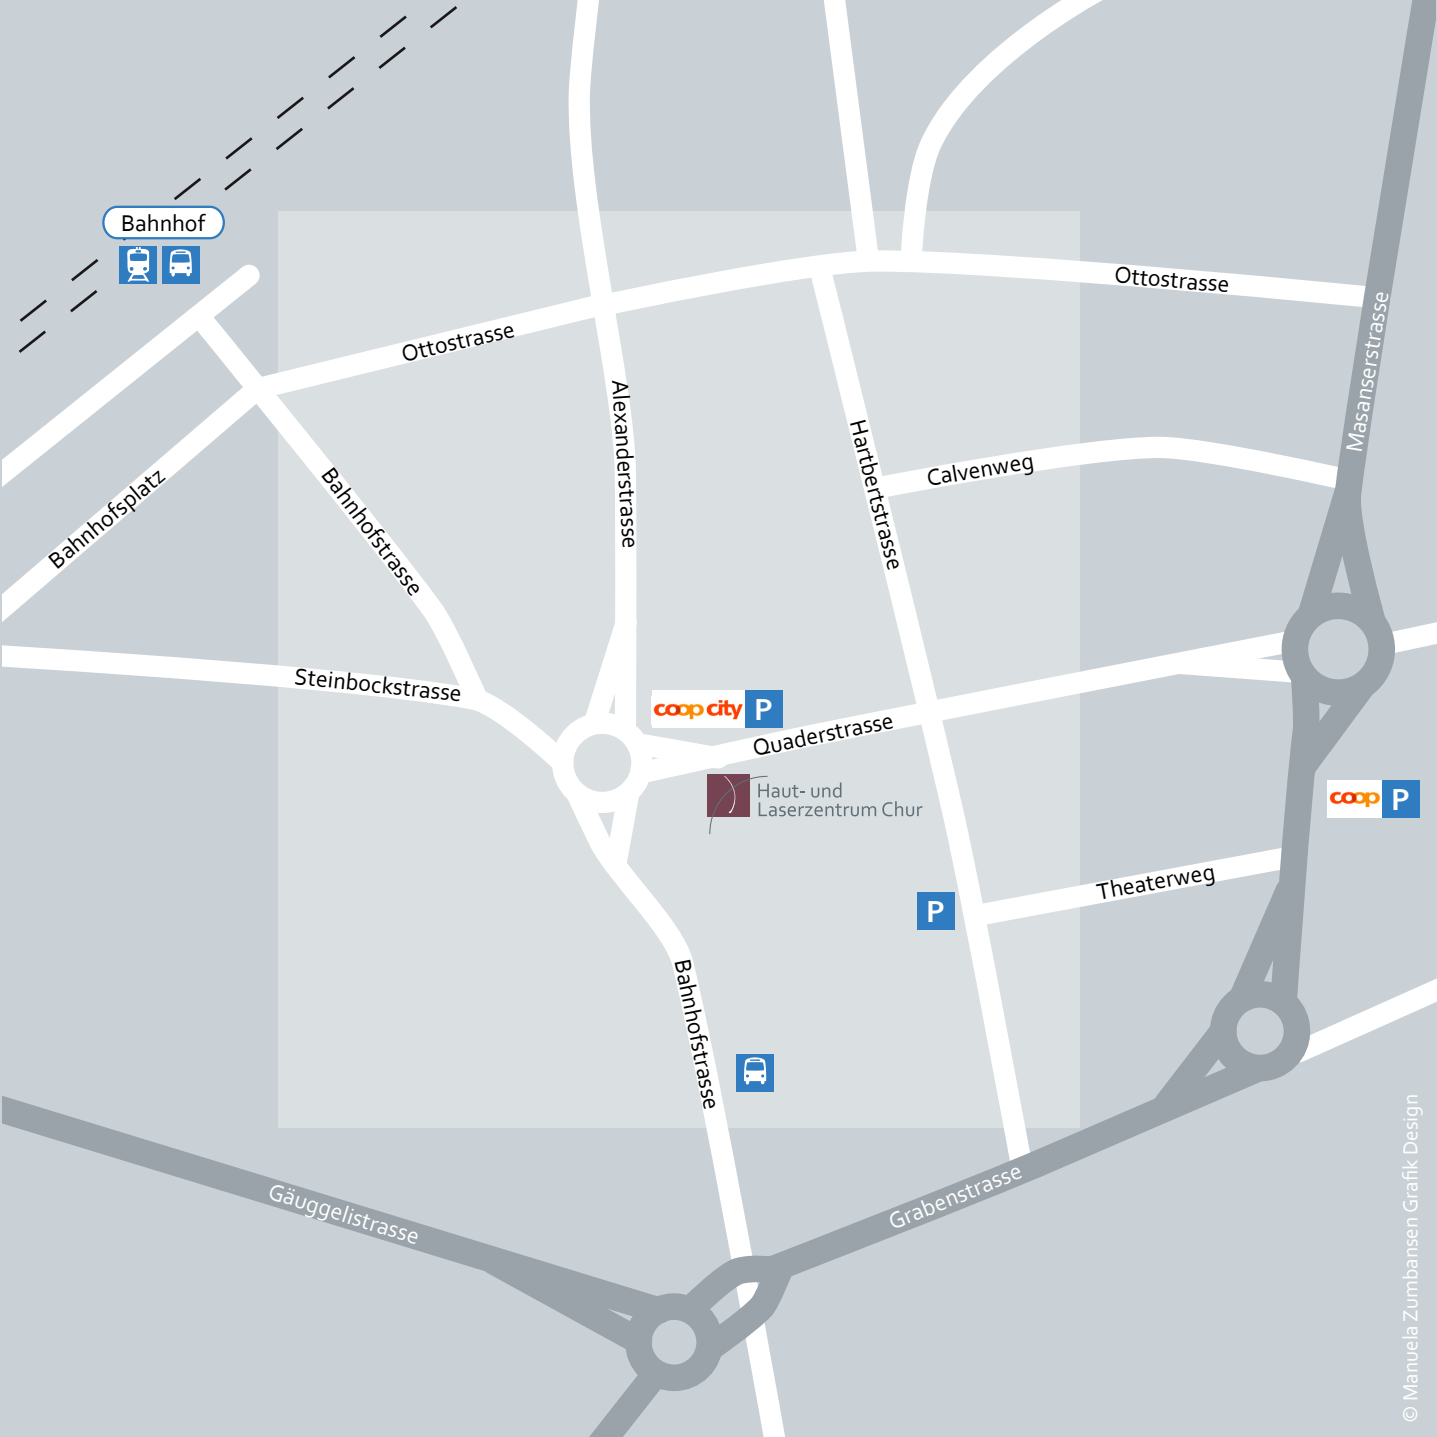 Bahnhof
Ottostrasse
Ottostrasse
Masanserstrasse
Alexanderstrasse
Hartbertstrasse
Calvenweg
Bahnhofsplatz
Bahnhofstrasse
Steinbockstrasse
coop city P
Quaderstrasse
Haut- und
Laserzentrum Chur
coop P
Theaterweg
P
Bahnhofstrasse
Gäuggelistrasse
Grabenstrasse
© Manuela Zumbansen Grafik Design